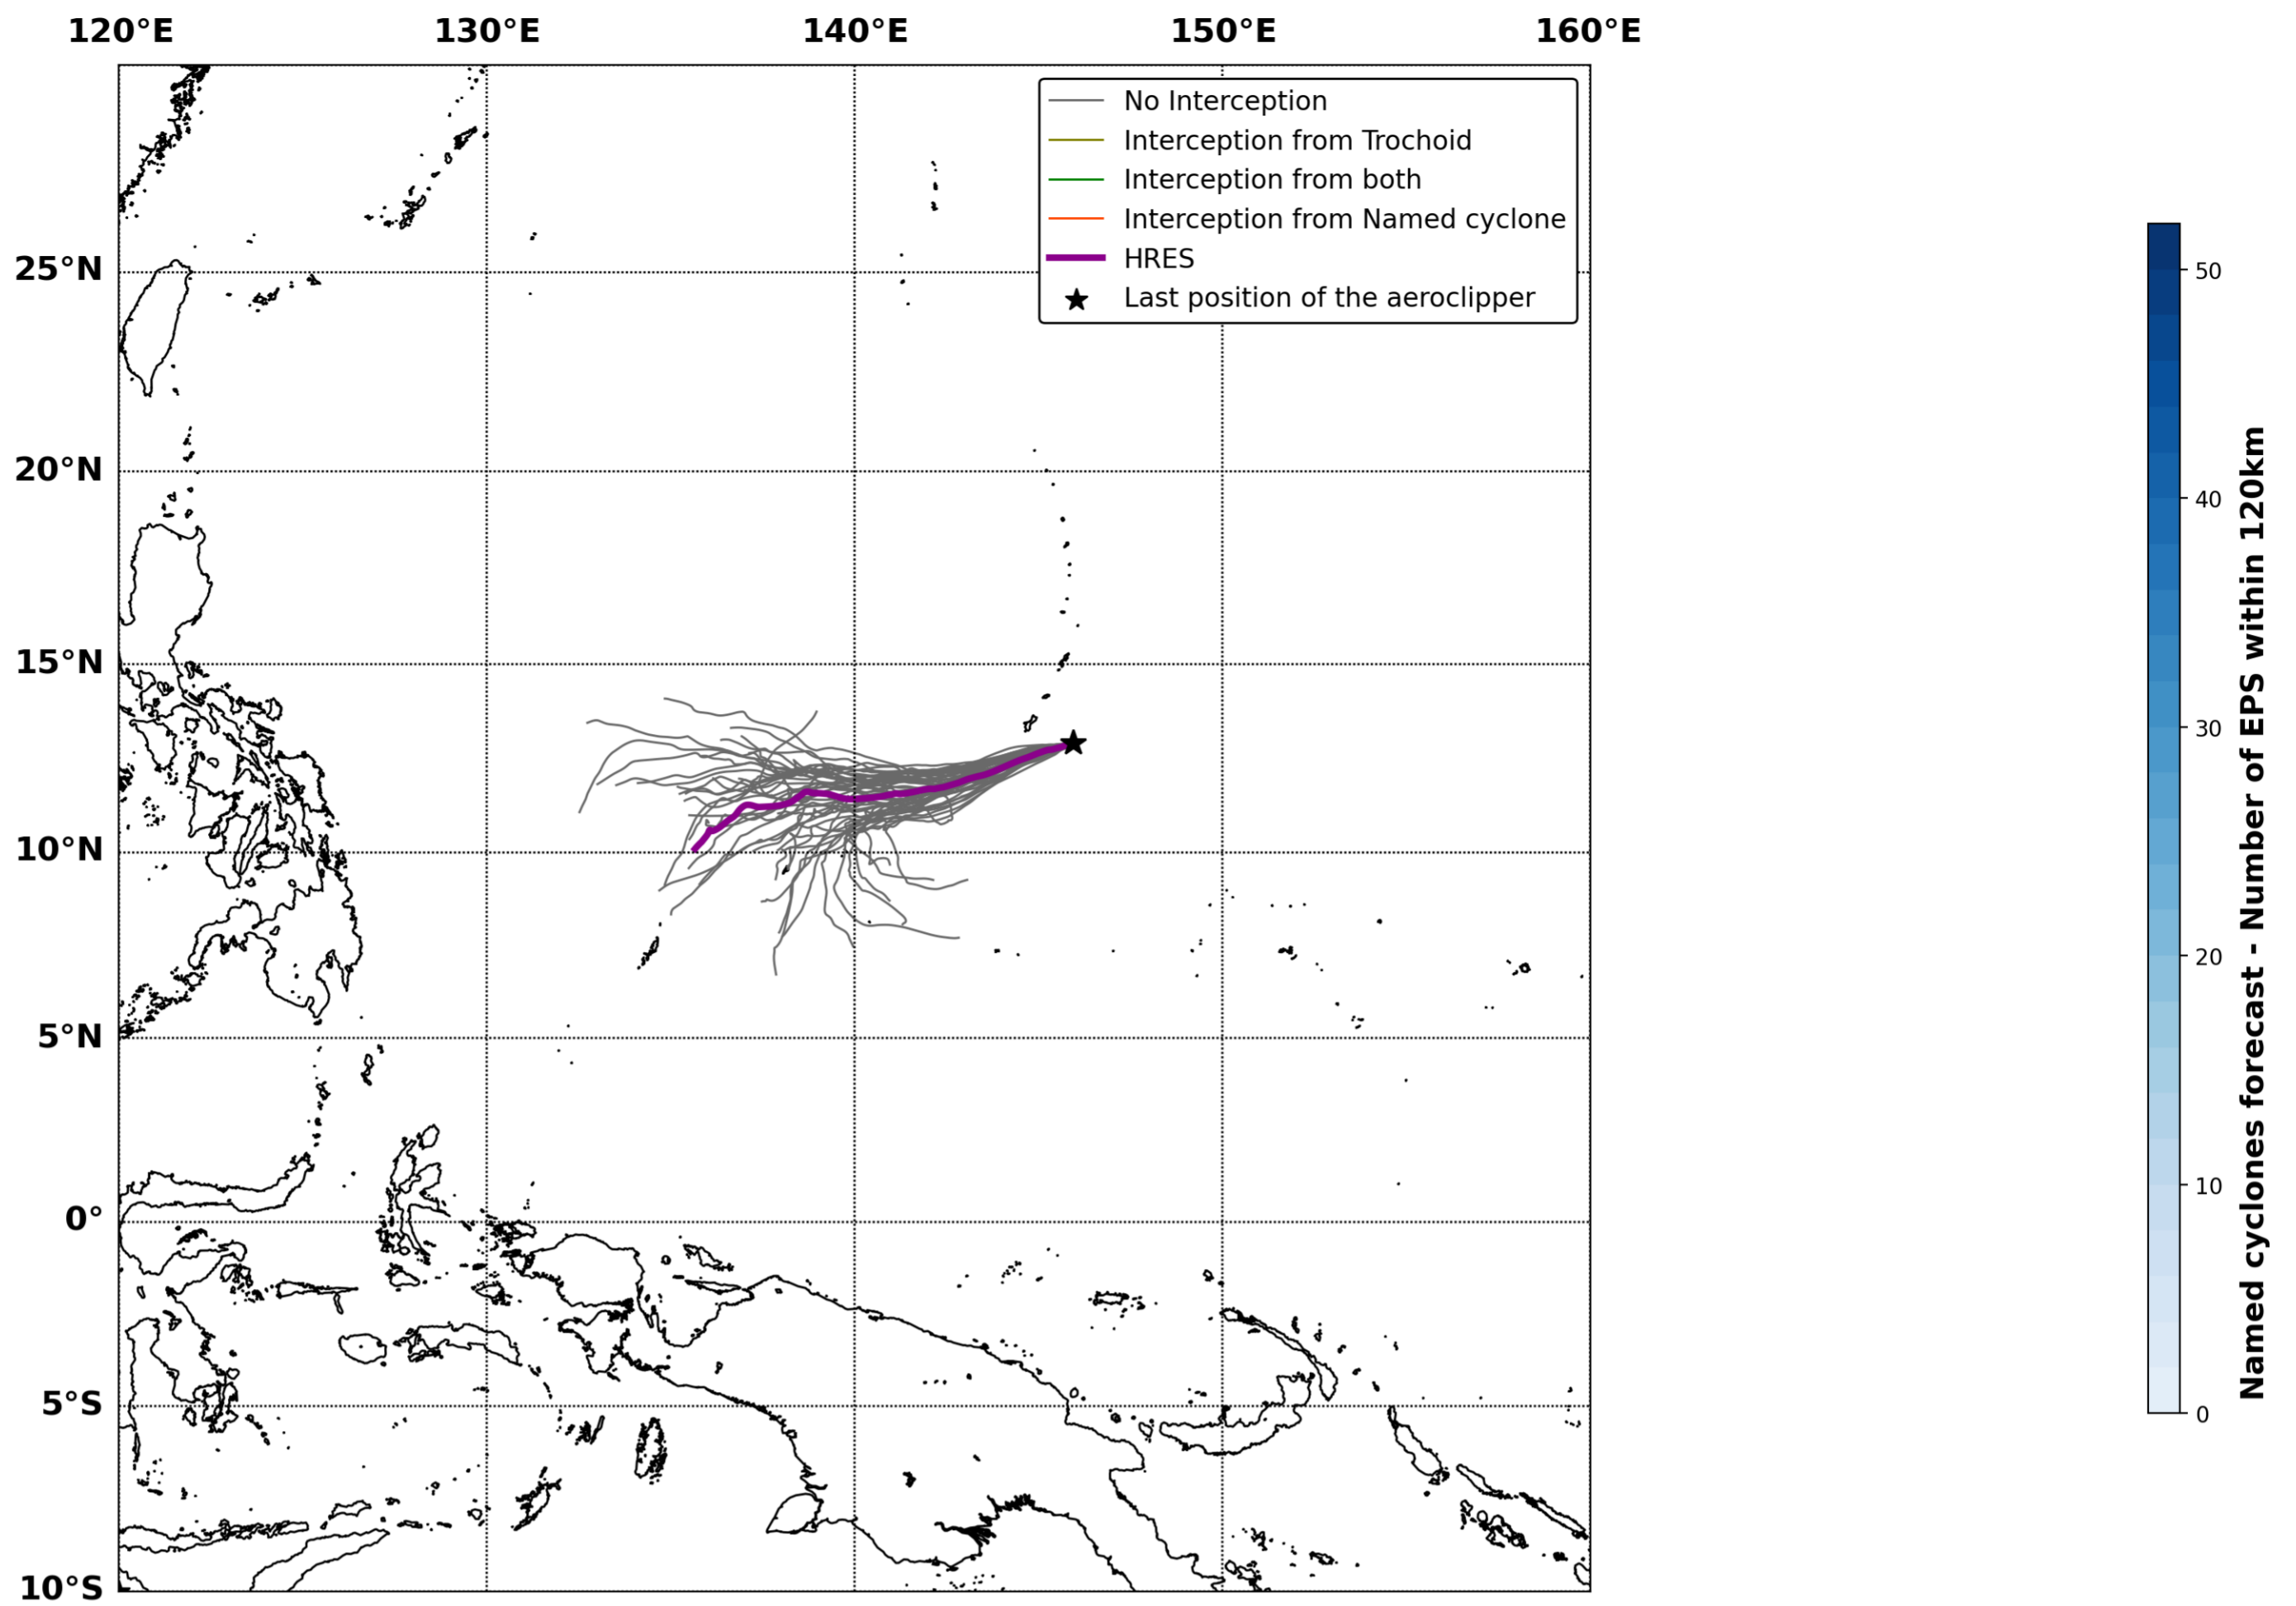 120°E 130°E 140°E 150°E 160°E
No Interception
Interception from Trochoid
Interception from both
Interception from Named cyclone
HRES
Last position of the aeroclipper
25°N
20°N
15°N
10°N
5°N
0°
5°S
10°S
50
40
30
20
10
0
Named cyclones forecast - Number of EPS within 120km